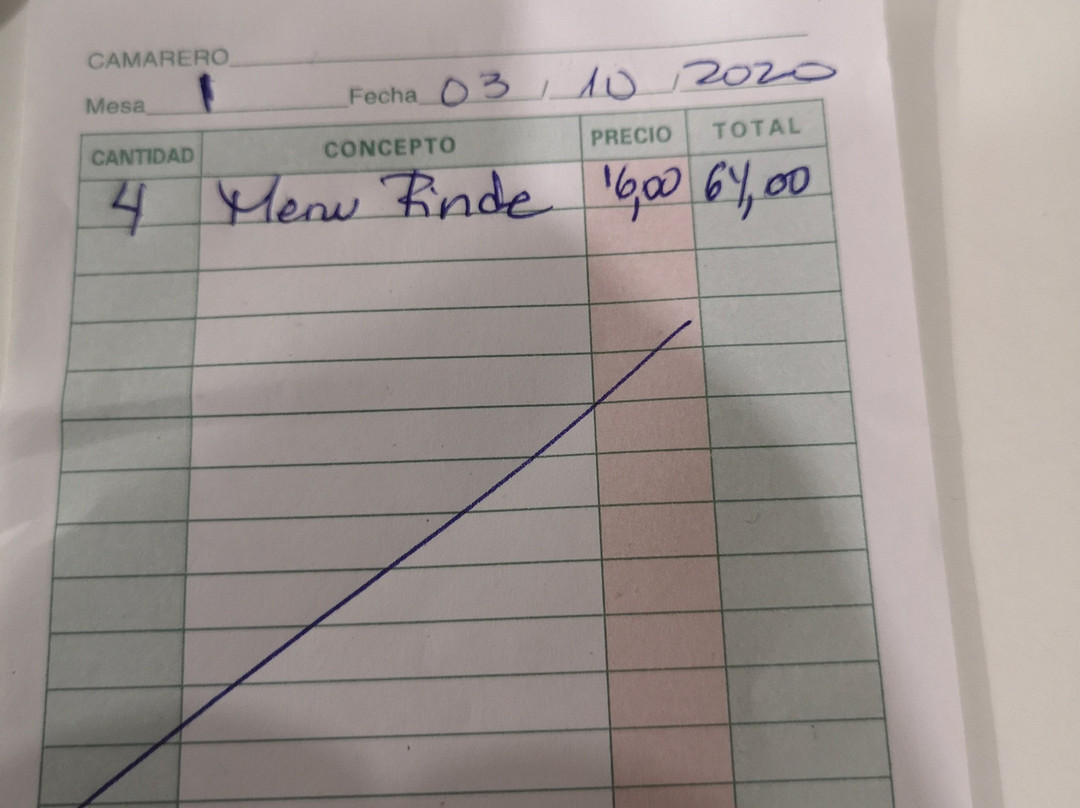 CAMARERO
Mesa 1 Fecha 03 / 10 / 2020
CANTIDAD CONCEPTO PRECIO TOTAL
4 Menu Finde 16,00 64,00